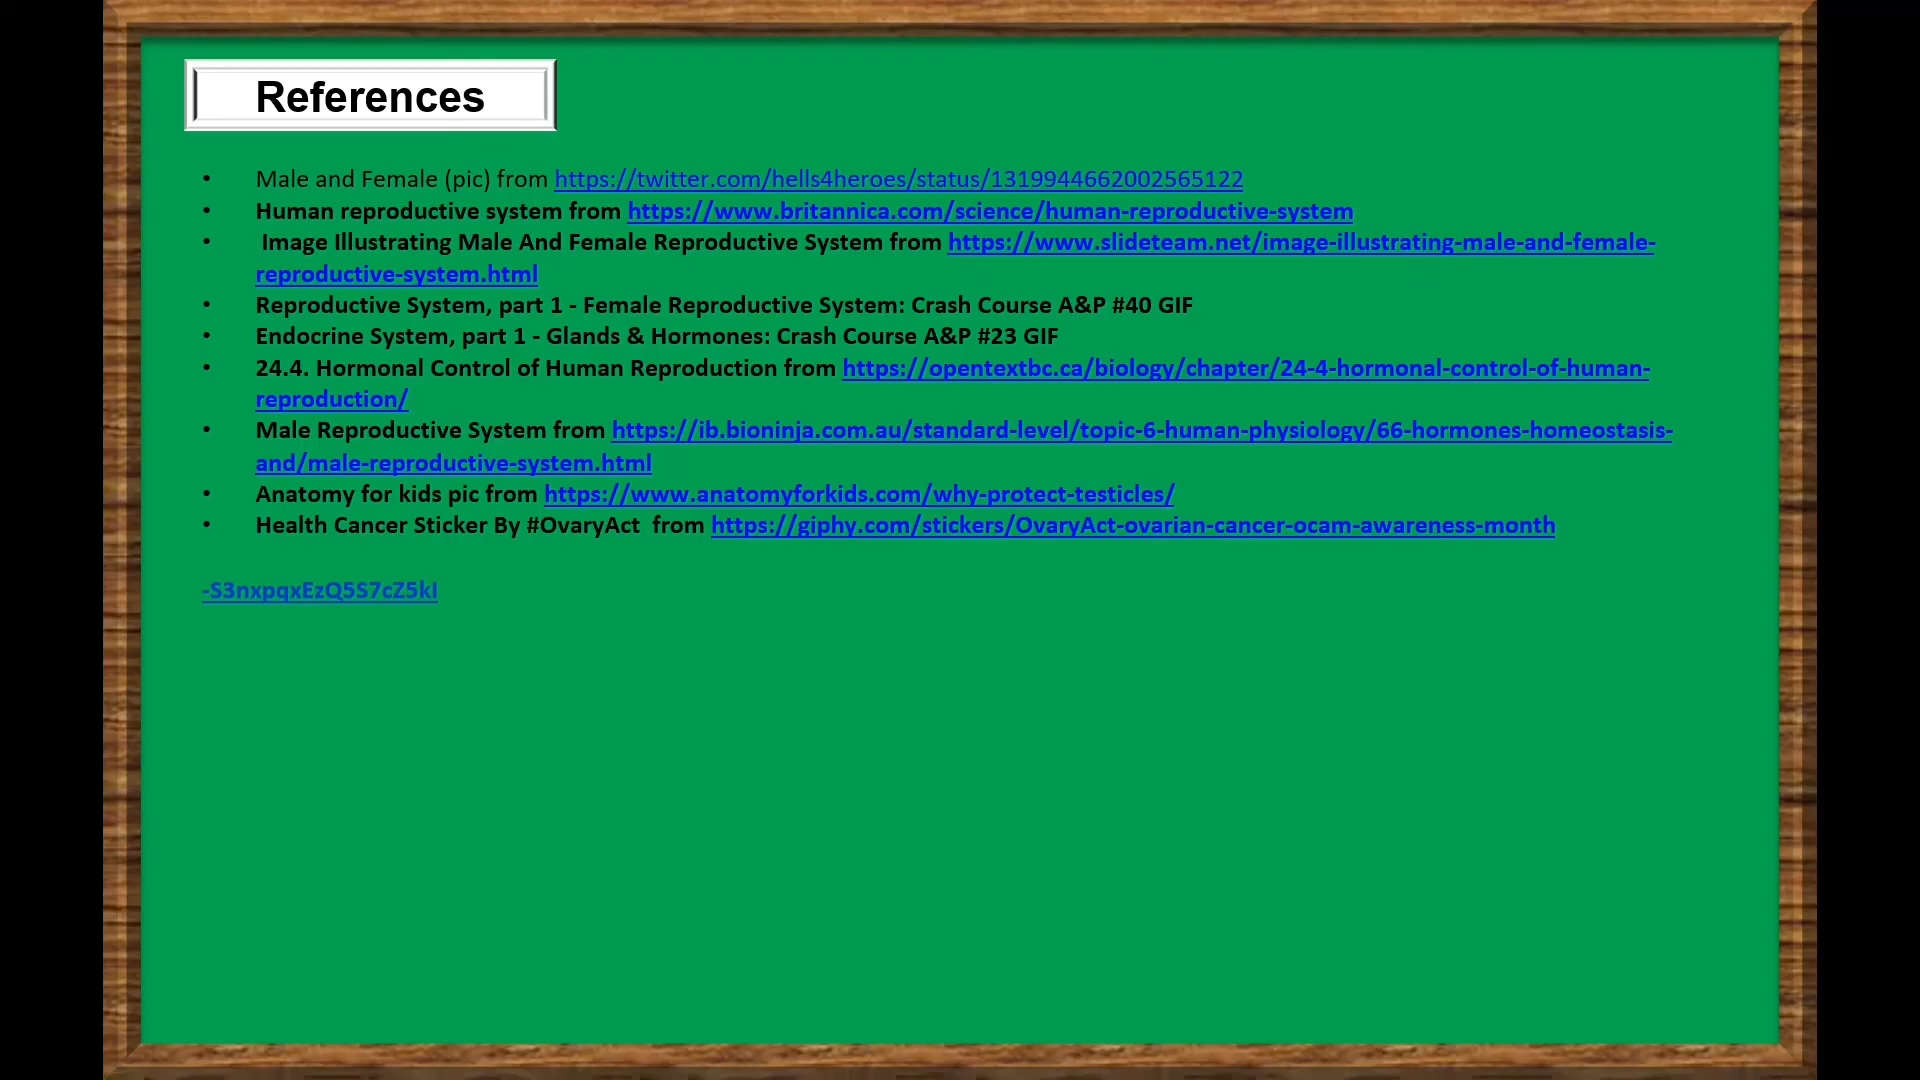 References
• Male and Female (pic) from https://twitter.com/hells4heroes/status/1319944662002565122
• Human reproductive system from https://www.britannica.com/science/human-reproductive-system
• Image Illustrating Male And Female Reproductive System from https://www.slideteam.net/image-illustrating-male-and-female-
reproductive-system.html
• Reproductive System, part 1 - Female Reproductive System: Crash Course A&P #40 GIF
• Endocrine System, part 1 - Glands & Hormones: Crash Course A&P #23 GIF
• 24.4. Hormonal Control of Human Reproduction from https://opentextbc.ca/biology/chapter/24-4-hormonal-control-of-human-
reproduction/
• Male Reproductive System from https://ib.bioninja.com.au/standard-level/topic-6-human-physiology/66-hormones-homeostasis-
and/male-reproductive-system.html
• Anatomy for kids pic from https://www.anatomyforkids.com/why-protect-testicles/
• Health Cancer Sticker By #OvaryAct  from https://giphy.com/stickers/OvaryAct-ovarian-cancer-ocam-awareness-month
-S3nxpqxEzQ5S7cZ5kI